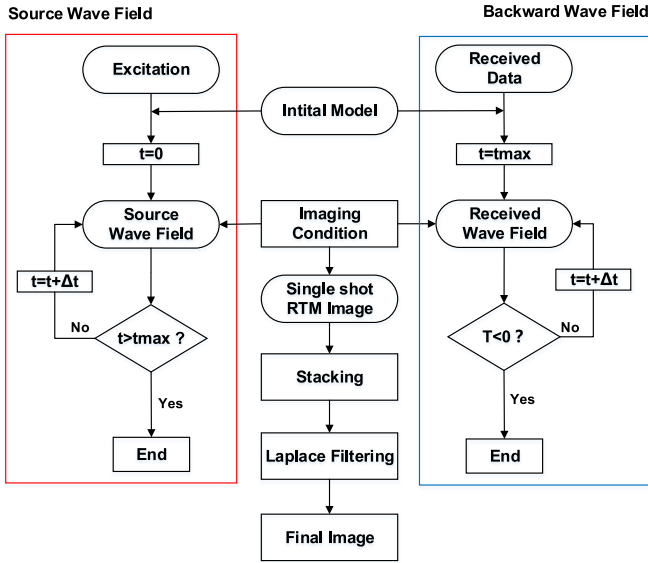 Source Wave Field
Backward Wave Field
Excitation
Intital Model
Received
Data
t=0
t=tmax
Source
Wave Field
Imaging
Condition
Received
Wave Field
t=t+Δt
t=t+Δt
Single shot
RTM Image
No
t>tmax ?
T<0 ?
No
Stacking
Yes
Yes
End
Laplace Filtering
End
Final Image